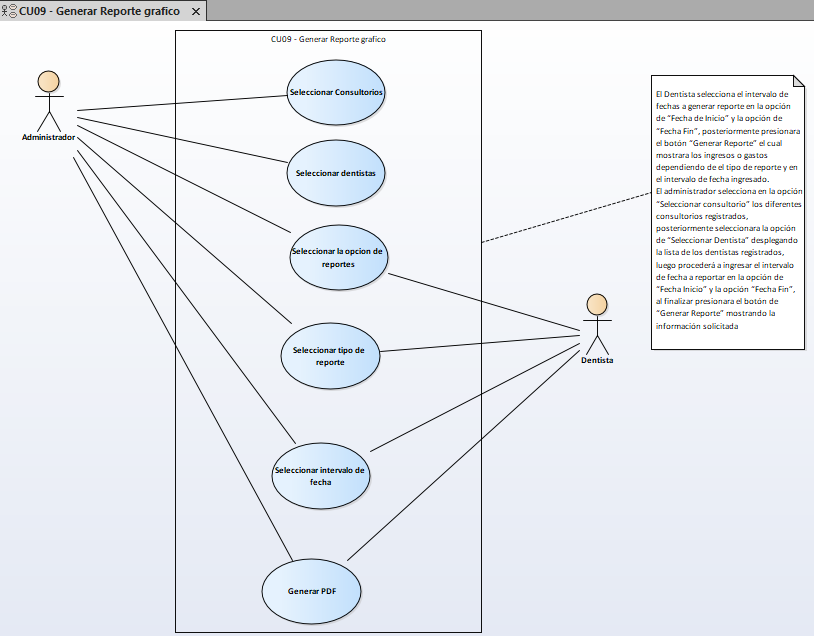 CU09 - Generar Reporte grafico
CU09 - Generar Reporte grafico
Administrador
Seleccionar Consultorios
Seleccionar dentistas
Seleccionar la opcion de
reportes
Seleccionar tipo de
reporte
Seleccionar intervalo de
fecha
Generar PDF
Dentista
El Dentista selecciona el intervalo de
fechas a generar reporte en la opción
de “Fecha de Inicio” y la opción de
“Fecha Fin”, posteriormente presionara
el botón “Generar Reporte” el cual
mostrara los ingresos o gastos
dependiendo de el tipo de reporte y en
el intervalo de fecha ingresado.
El administrador selecciona en la opción
“Seleccionar consultorio” los diferentes
consultorios registrados,
posteriormente seleccionara la opción
de “Seleccionar Dentista” desplegando
la lista de los dentistas registrados,
luego procederá a ingresar el intervalo
de fecha a reportar en la opción de
“Fecha Inicio” y la opción “Fecha Fin”,
al finalizar presionara el botón de
“Generar Reporte” mostrando la
información solicitada